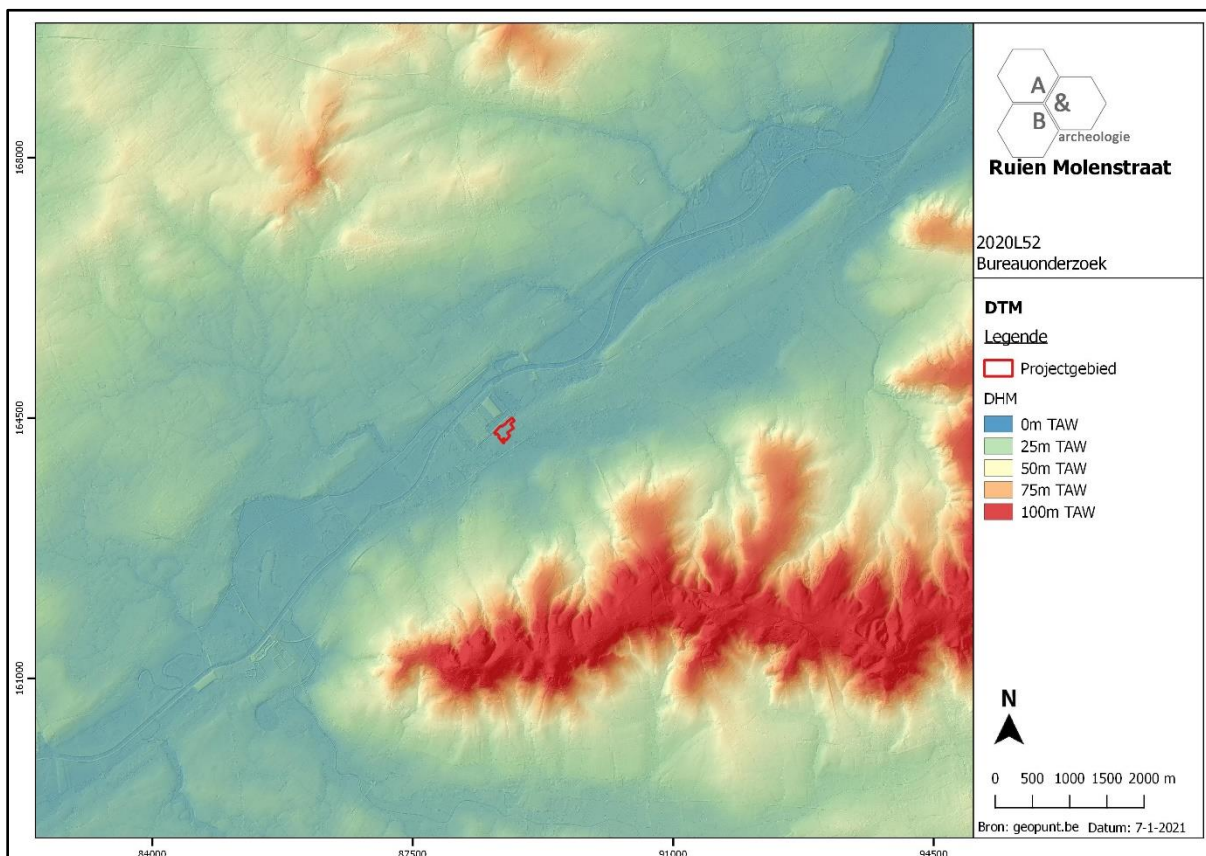 A
&
B
archeologie
Ruien Molenstraat
2020L52
Bureauonderzoek
DTM
Legende
Projectgebied
DHM
0m TAW
25m TAW
50m TAW
75m TAW
100m TAW
N
0 500 1000 1500 2000 m
Bron: geopunt.be Datum: 7-1-2021
168000
164500
161000
84000 87500 91000 94500